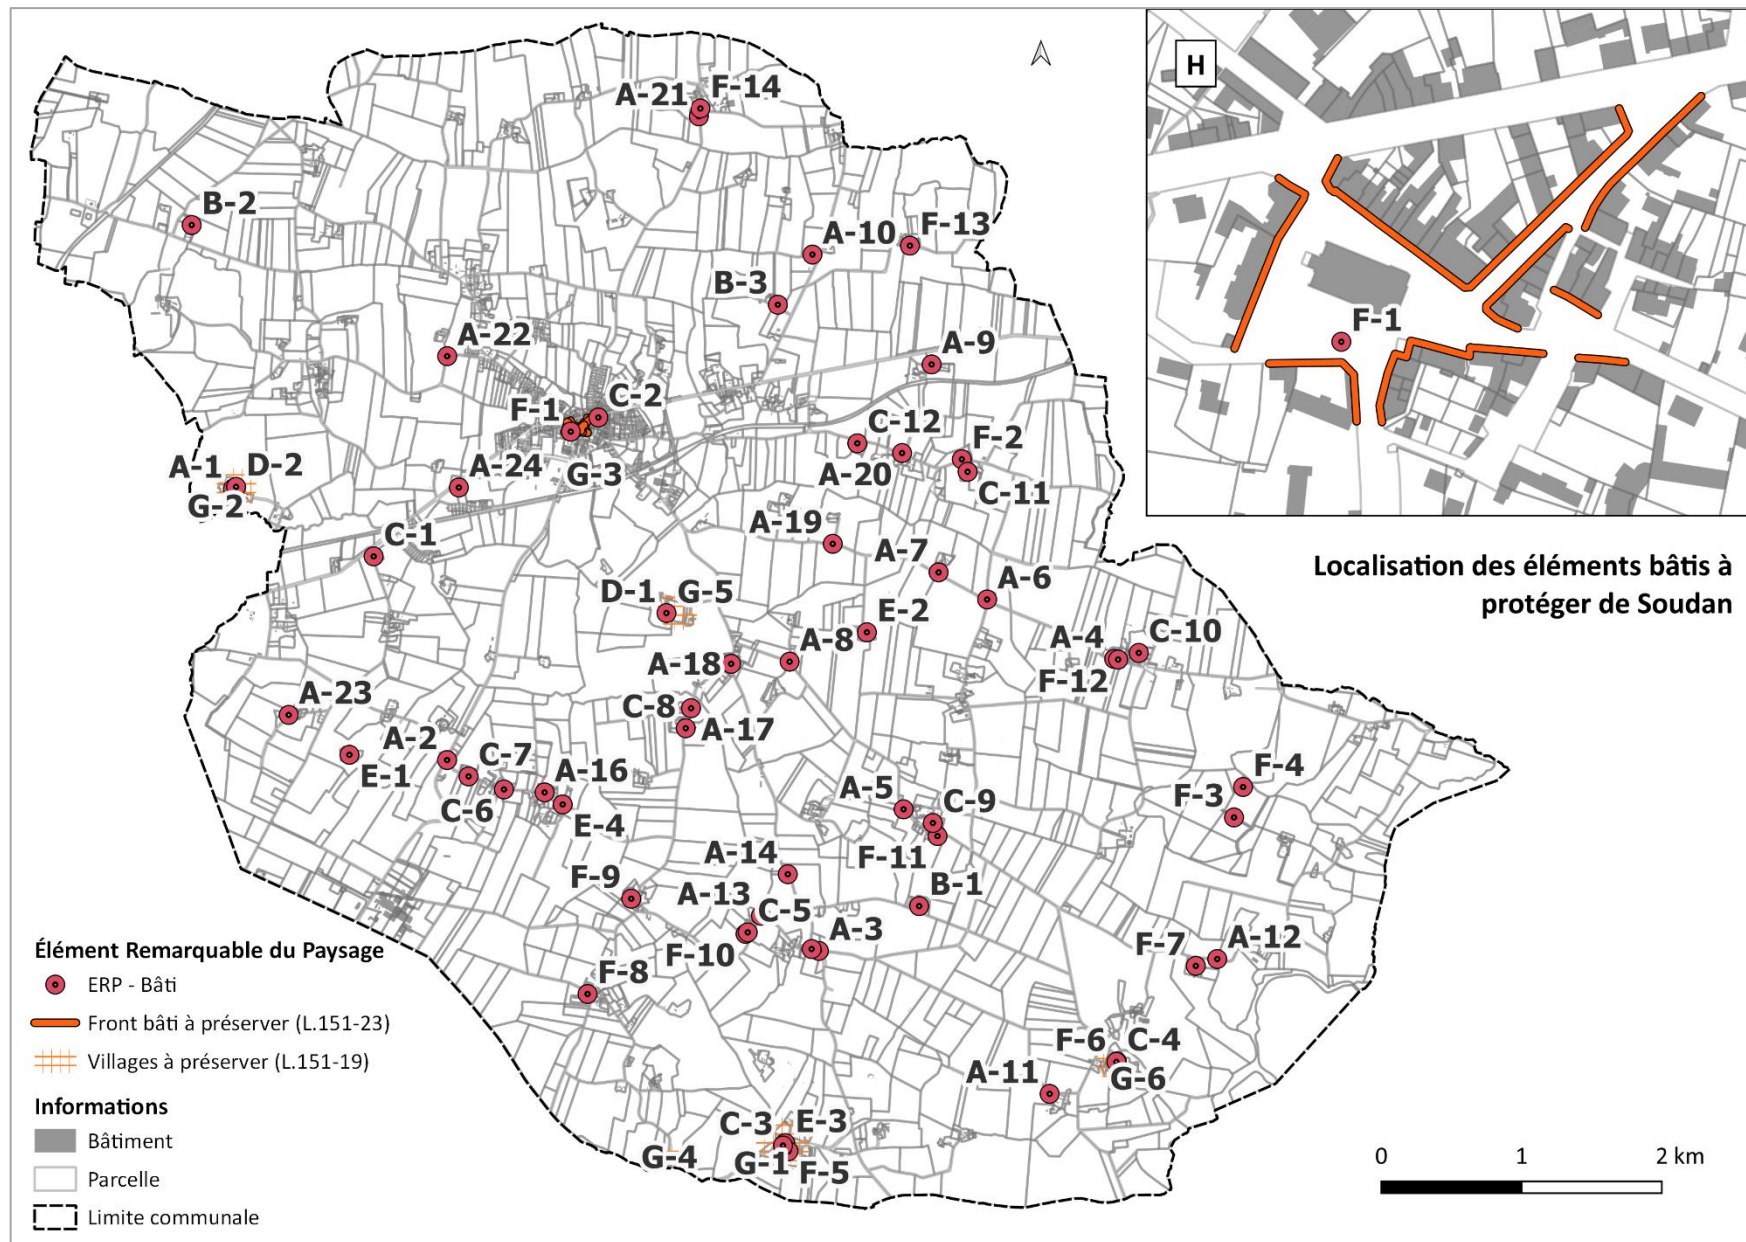 A-21
F-14
B-2
A-10
F-13
B-3
A-22
A-9
C-2
F-1
C-12
F-2
A-20
C-11
A-1
D-2
G-2
A-24
G-3
C-1
A-19
A-7
A-6
D-1
G-5
E-2
A-8
A-4
C-10
F-12
A-18
A-23
C-8
A-17
A-2
C-7
A-16
E-1
C-6
E-4
A-5
C-9
F-4
F-3
F-11
A-14
F-9
A-13
C-5
B-1
A-3
F-10
F-7
A-12
F-8
F-6
C-4
G-6
A-11
C-3
E-3
G-4
G-1
F-5
H
F-1
Localisation des éléments bâtis à
protéger de Soudan
Élément Remarquable du Paysage
ERP - Bâti
Front bâti à préserver (L.151-23)
Villages à préserver (L.151-19)
Informations
Bâtiment
Parcelle
Limite communale
0 1 2 km